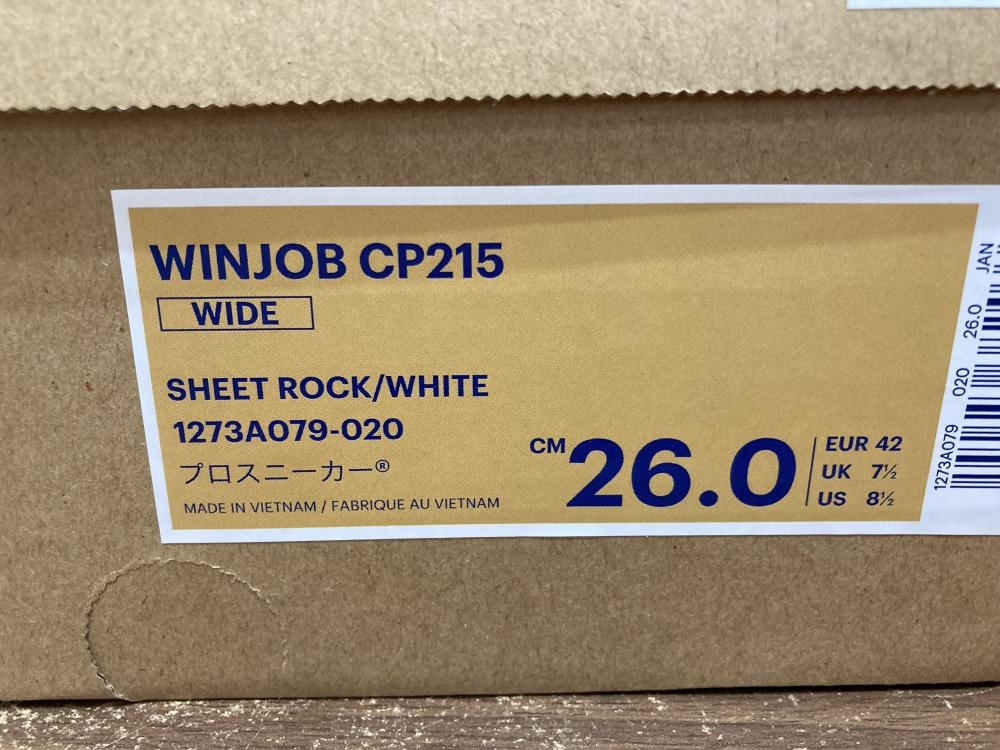 WINJOB CP215
WIDE
SHEET ROCK/WHITE
1273A079-020
プロスニーカー®
MADE IN VIETNAM / FABRIQUE AU VIETNAM
CM 26.0
EUR 42
UK 7½
US 8½
1273A079 020 26.0 JAN